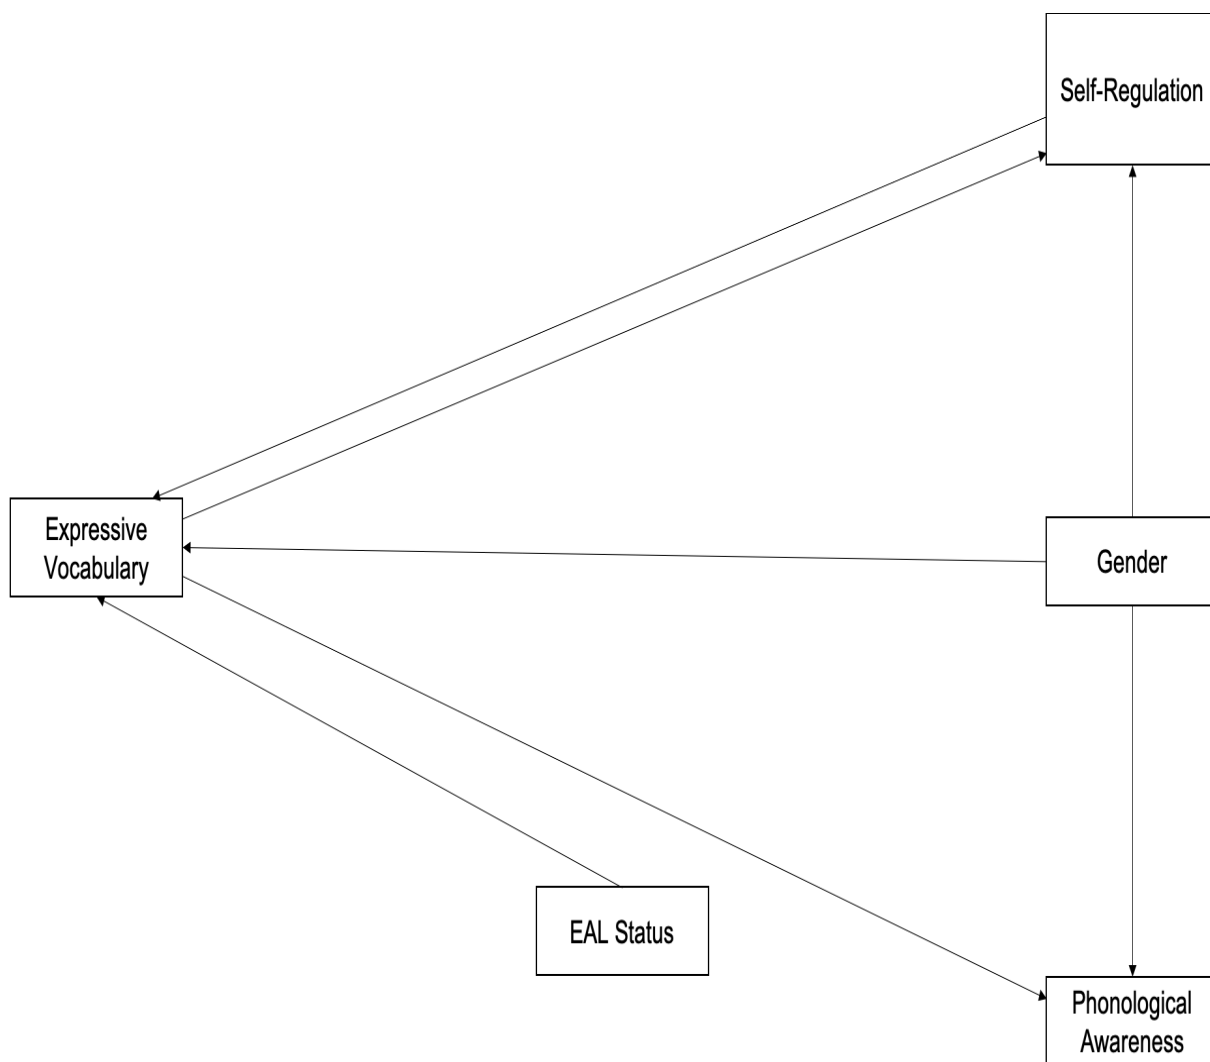 Self-Regulation
Expressive
Vocabulary
Gender
EAL Status
Phonological
Awareness